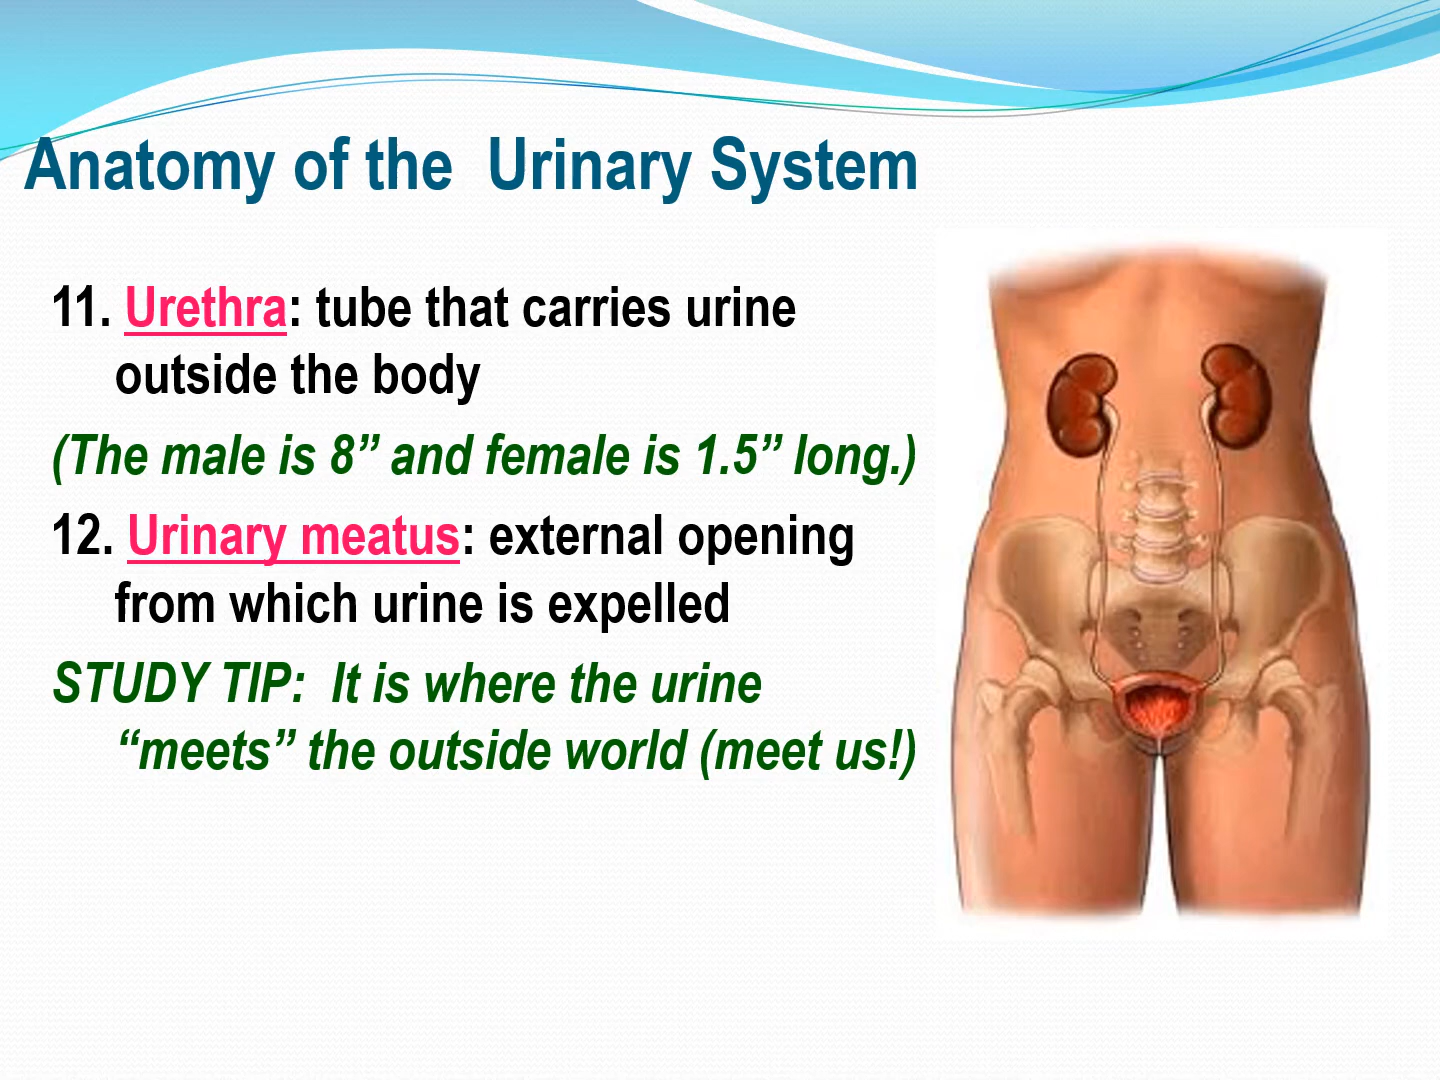 Anatomy of the  Urinary System
11. Urethra: tube that carries urine
outside the body
(The male is 8” and female is 1.5” long.)
12. Urinary meatus: external opening
from which urine is expelled
STUDY TIP:  It is where the urine
“meets” the outside world (meet us!)